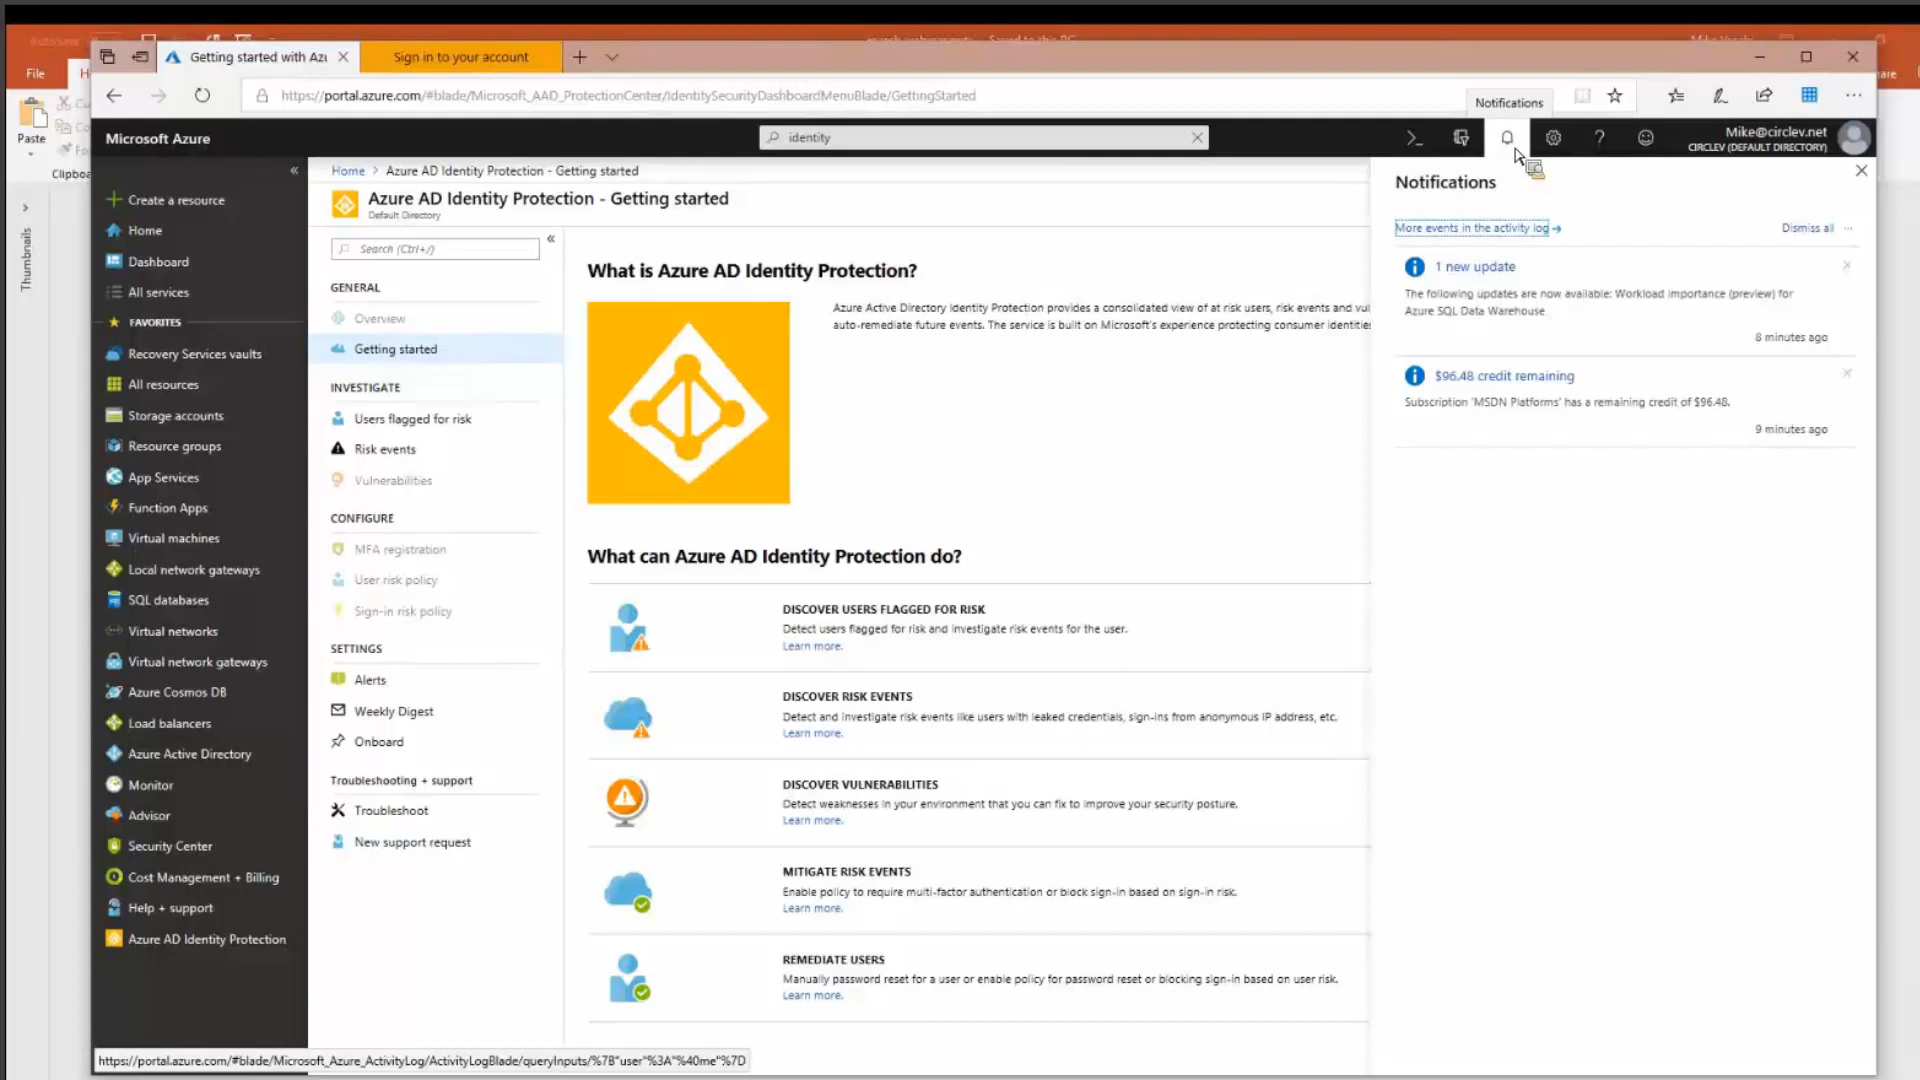 File
Paste
Clipboa
Thumbnails
Getting started with Azu
Sign in to your account
https://portal.azure.com/#blade/Microsoft_AAD_ProtectionCenter/IdentitySecurityDashboardMenuBlade/GettingStarted
Notifications
Microsoft Azure
identity
Mike@circlev.net
CIRCLEV (DEFAULT DIRECTORY)
Create a resource
Home
Dashboard
All services
FAVORITES
Recovery Services vaults
All resources
Storage accounts
Resource groups
App Services
Function Apps
Virtual machines
Local network gateways
SQL databases
Virtual networks
Virtual network gateways
Azure Cosmos DB
Load balancers
Azure Active Directory
Monitor
Advisor
Security Center
Cost Management + Billing
Help + support
Azure AD Identity Protection
Home > Azure AD Identity Protection - Getting started
Azure AD Identity Protection - Getting started
Default Directory
Search (Ctrl+/)
GENERAL
Overview
Getting started
INVESTIGATE
Users flagged for risk
Risk events
Vulnerabilities
CONFIGURE
MFA registration
User risk policy
Sign-in risk policy
SETTINGS
Alerts
Weekly Digest
Onboard
Troubleshooting + support
Troubleshoot
New support request
What is Azure AD Identity Protection?
Azure Active Directory Identity Protection provides a consolidated view of at risk users, risk events and vul
auto-remediate future events. The service is built on Microsoft's experience protecting consumer identities
What can Azure AD Identity Protection do?
DISCOVER USERS FLAGGED FOR RISK
Detect users flagged for risk and investigate risk events for the user.
Learn more.
DISCOVER RISK EVENTS
Detect and investigate risk events like users with leaked credentials, sign-ins from anonymous IP address, etc.
Learn more.
DISCOVER VULNERABILITIES
Detect weaknesses in your environment that you can fix to improve your security posture.
Learn more.
MITIGATE RISK EVENTS
Enable policy to require multi-factor authentication or block sign-in based on sign-in risk.
Learn more.
REMEDIATE USERS
Manually password reset for a user or enable policy for password reset or blocking sign-in based on user risk.
Learn more.
Notifications
More events in the activity log →
Dismiss all ...
1 new update
The following updates are now available: Workload importance (preview) for
Azure SQL Data Warehouse
8 minutes ago
$96.48 credit remaining
Subscription 'MSDN Platforms' has a remaining credit of $96.48.
9 minutes ago
https://portal.azure.com/#blade/Microsoft_Azure_ActivityLog/ActivityLogBlade/queryInputs/%7B"user"%3A"%40me"%7D